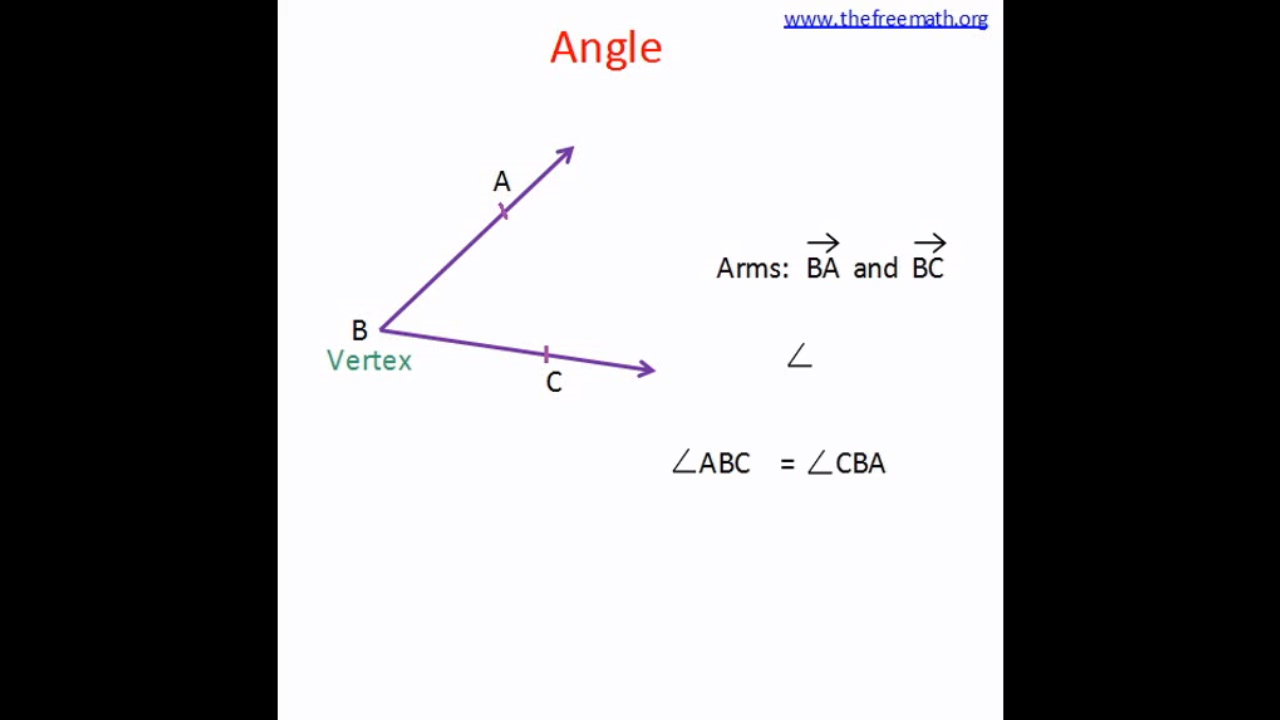 www.thefreemath.org
Angle
A
B
Vertex
C
Arms: BA and BC
∠
∠ABC = ∠CBA